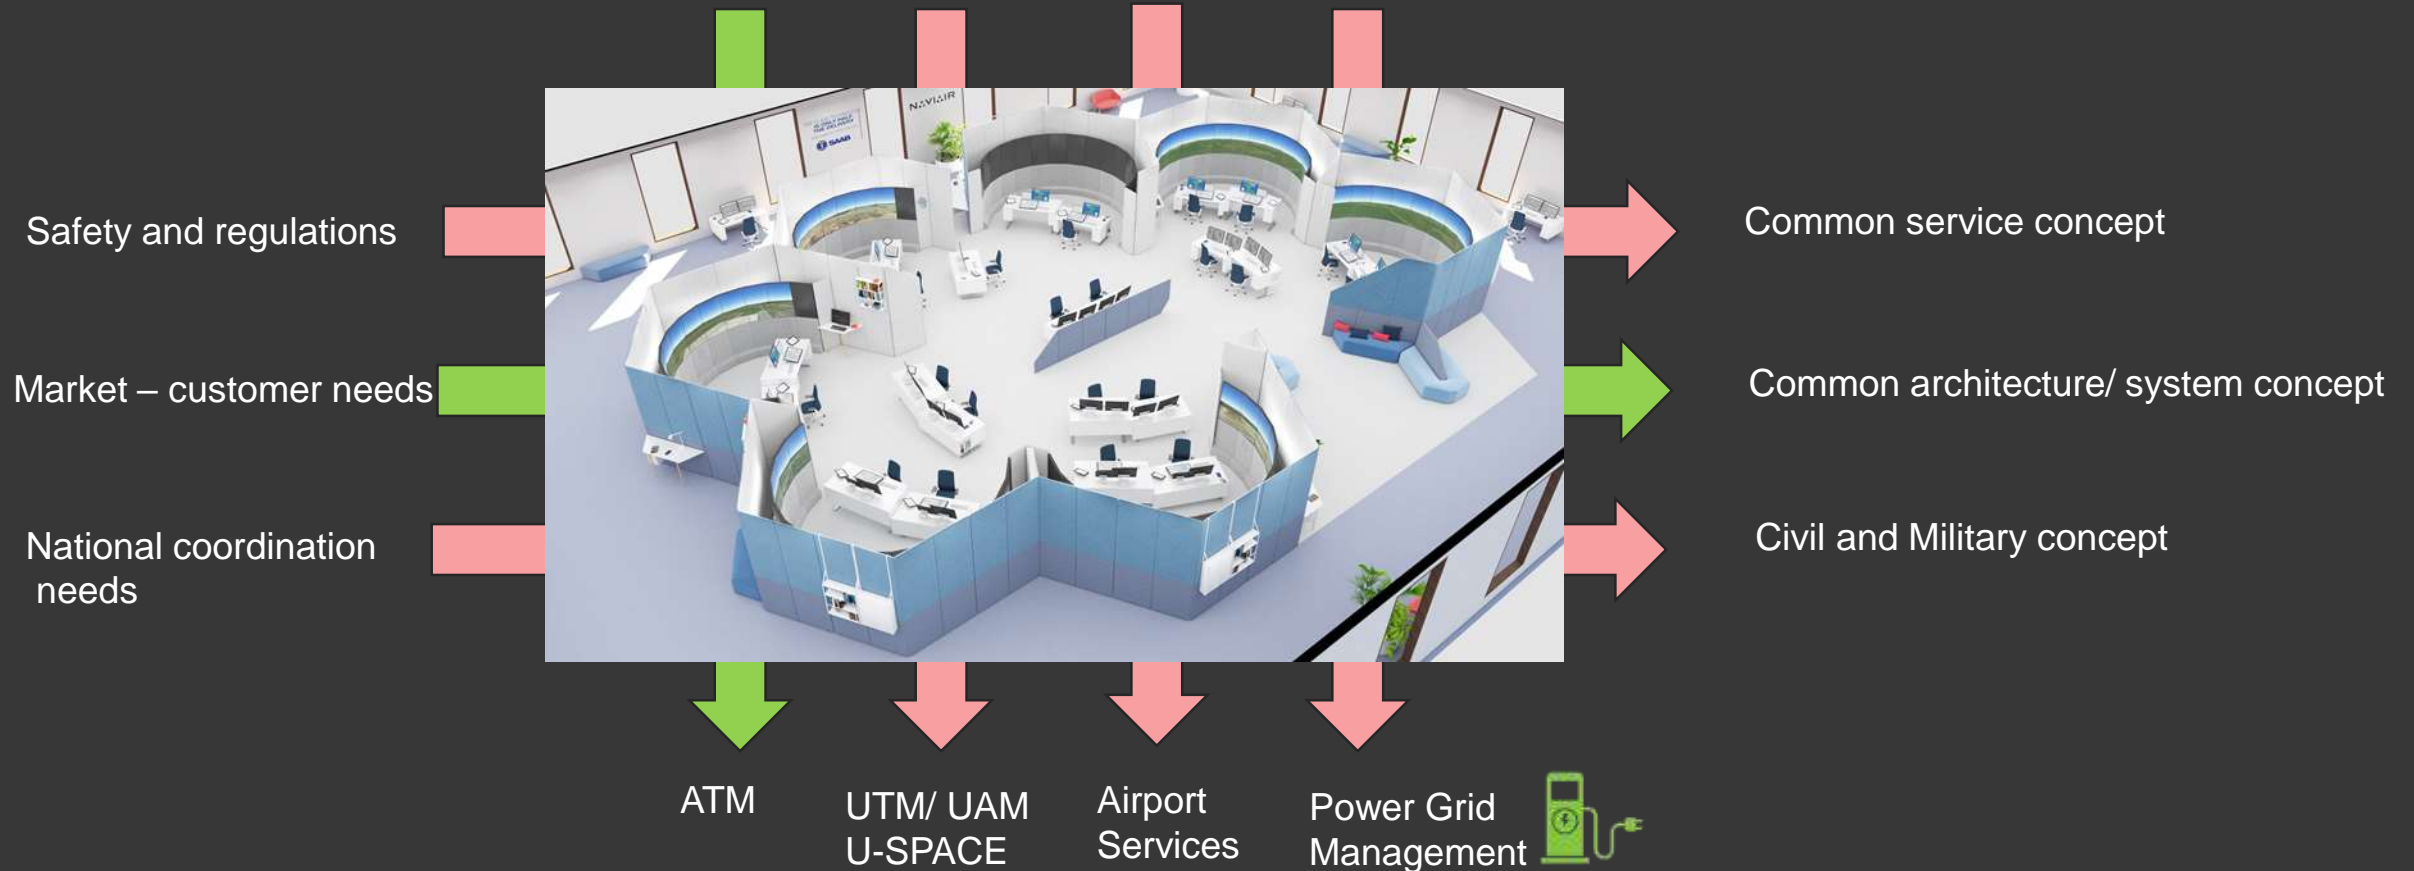 NAVIAIR
SAAB
Safety and regulations
Common service concept
Market – customer needs
Common architecture/ system concept
National coordination
needs
Civil and Military concept
ATM
UTM/ UAM
U-SPACE
Airport
Services
Power Grid
Management